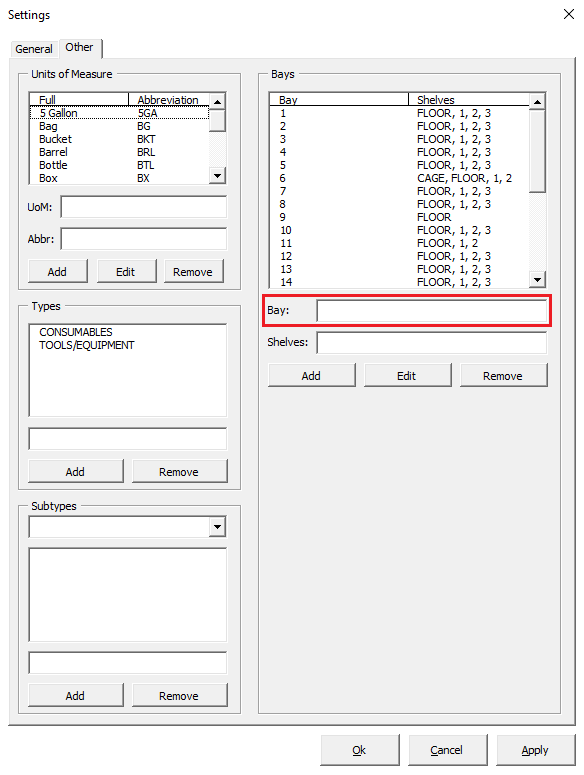 Settings
General Other
Units of Measure
Full Abbreviation
5 Gallon 5GA
Bag BG
Bucket BKT
Barrel BRL
Bottle BTL
Box BX
UoM:
Abbr:
Add Edit Remove
Types
CONSUMABLES
TOOLS/EQUIPMENT
Add Remove
Subtypes
Add Remove
Bays
Bay Shelves
1 FLOOR, 1, 2, 3
2 FLOOR, 1, 2, 3
3 FLOOR, 1, 2, 3
4 FLOOR, 1, 2, 3
5 FLOOR, 1, 2, 3
6 CAGE, FLOOR, 1, 2
7 FLOOR, 1, 2, 3
8 FLOOR, 1, 2, 3
9 FLOOR
10 FLOOR, 1, 2, 3
11 FLOOR, 1, 2
12 FLOOR, 1, 2, 3
13 FLOOR, 1, 2, 3
14 FLOOR, 1, 2, 3
Bay:
Shelves:
Add Edit Remove
Ok Cancel Apply